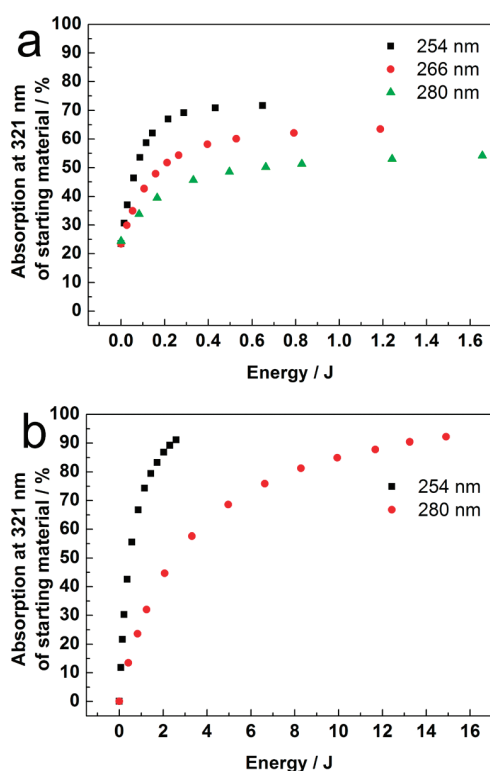 a
100
90
80
70
60
50
40
30
20
10
0
Absorption at 321 nm
of starting material / %
254 nm
266 nm
280 nm
0.0 0.2 0.4 0.6 0.8 1.0 1.2 1.4 1.6
Energy / J
b
100
90
80
70
60
50
40
30
20
10
0
Absorption at 321 nm
of starting material / %
254 nm
280 nm
0 2 4 6 8 10 12 14 16
Energy / J